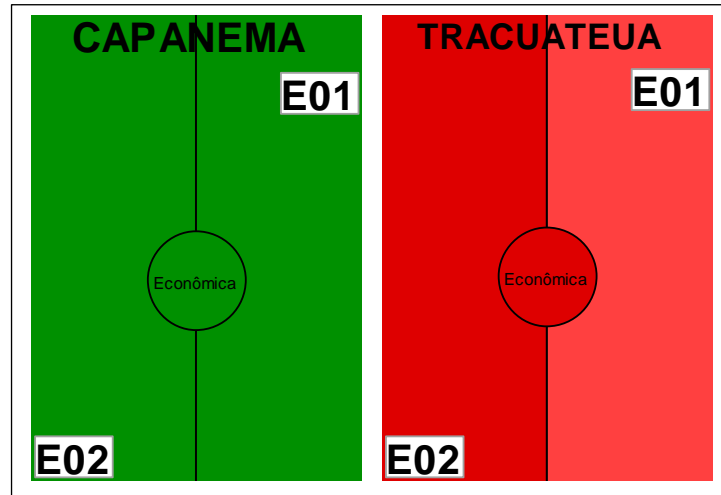 CAPANEMA
E01
Econômica
E02
TRACUATEUA
E01
Econômica
E02